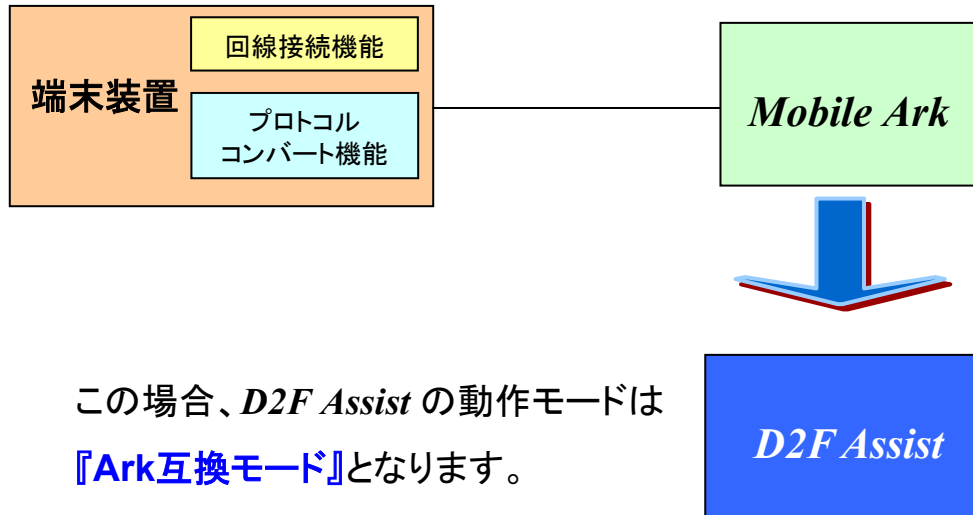 回線接続機能
端末装置
プロトコル
コンバート機能
Mobile Ark
この場合、D2F Assist の動作モードは
『Ark互換モード』となります。
D2F Assist